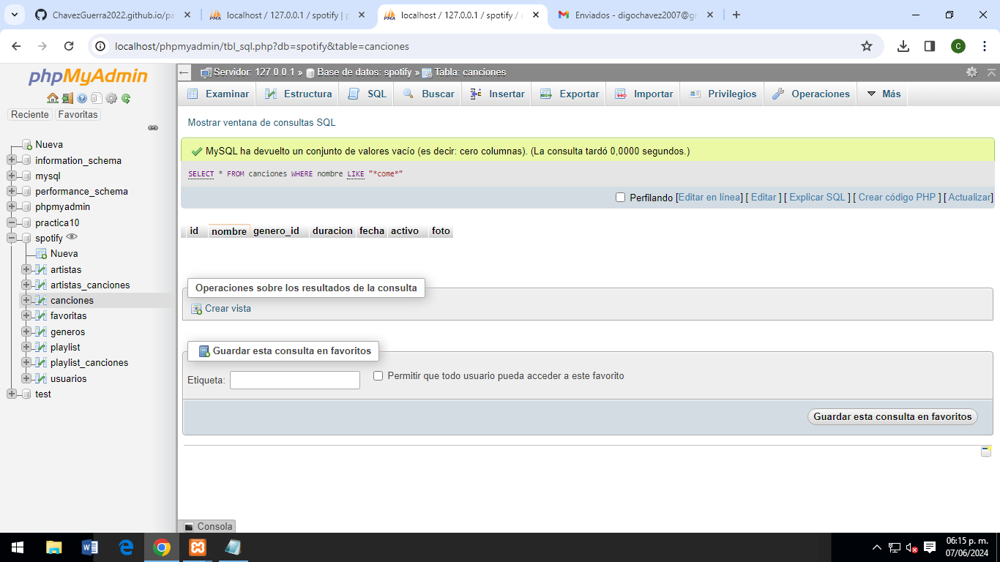 ChavezGuerra2022.github.io/pa
localhost / 127.0.0.1 / spotify | p
localhost / 127.0.0.1 / spotify / c
Enviados - digochavez2007@g
localhost/phpmyadmin/tbl_sql.php?db=spotify&table=canciones
C
phpMyAdmin
Reciente Favoritas
Nueva
information_schema
mysql
performance_schema
phpmyadmin
practica10
spotify
Nueva
artistas
artistas_canciones
canciones
favoritas
generos
playlist
playlist_canciones
usuarios
test
Servidor: 127.0.0.1 » Base de datos: spotify » Tabla: canciones
Examinar Estructura SQL Buscar Insertar Exportar Importar Privilegios Operaciones Más
Mostrar ventana de consultas SQL
MySQL ha devuelto un conjunto de valores vacío (es decir: cero columnas). (La consulta tardó 0,0000 segundos.)
SELECT * FROM canciones WHERE nombre LIKE "*come*"
Perfilando [Editar en línea] [ Editar ] [ Explicar SQL ] [ Crear código PHP ] [ Actualizar]
id nombre genero_id duracion fecha activo foto
Operaciones sobre los resultados de la consulta
Crear vista
Guardar esta consulta en favoritos
Etiqueta: Permitir que todo usuario pueda acceder a este favorito
Guardar esta consulta en favoritos
Consola
06:15 p. m.
07/06/2024